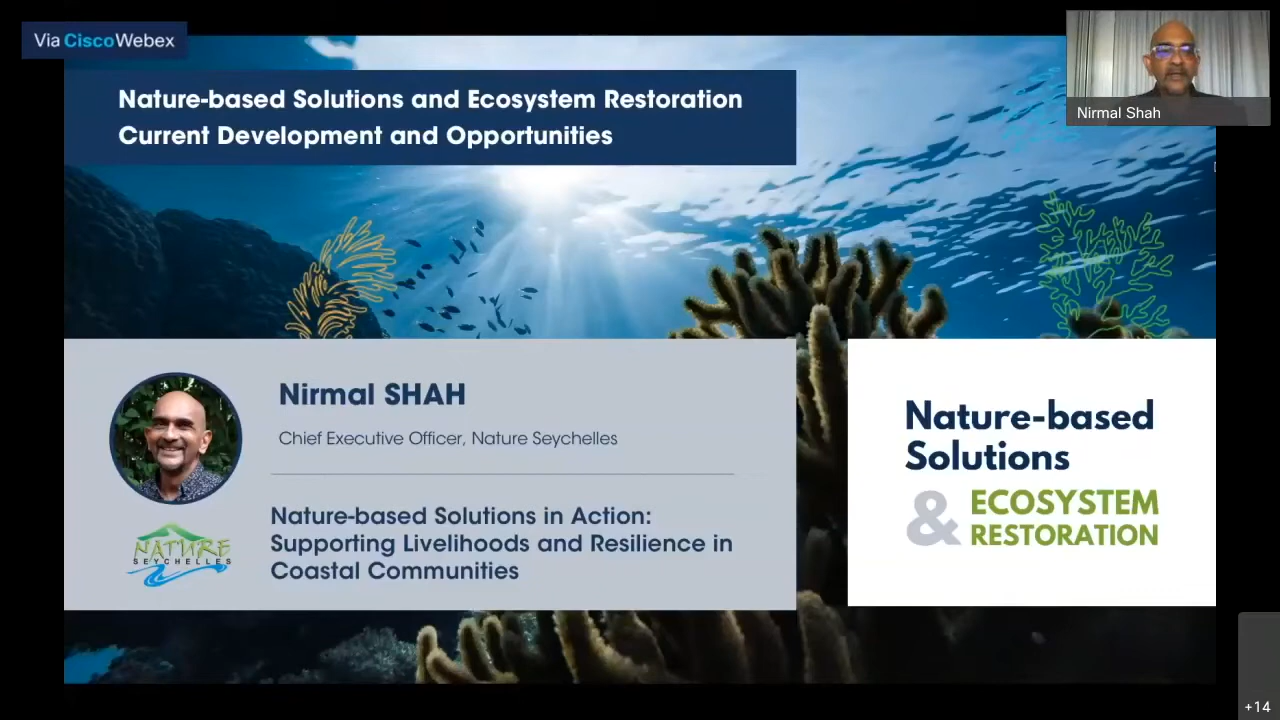 Via Cisco Webex
Nirmal Shah
Nature-based Solutions and Ecosystem Restoration
Current Development and Opportunities
Nirmal SHAH
Chief Executive Officer, Nature Seychelles
NATURE
SEYCHELLES
Nature-based Solutions in Action:
Supporting Livelihoods and Resilience in
Coastal Communities
Nature-based
Solutions
& ECOSYSTEM
RESTORATION
+14